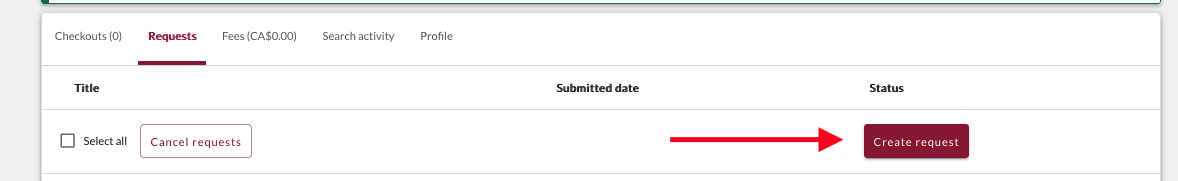 Checkouts (0) Requests Fees (CA$0.00) Search activity Profile
Title Submitted date Status
Select all Cancel requests Create request